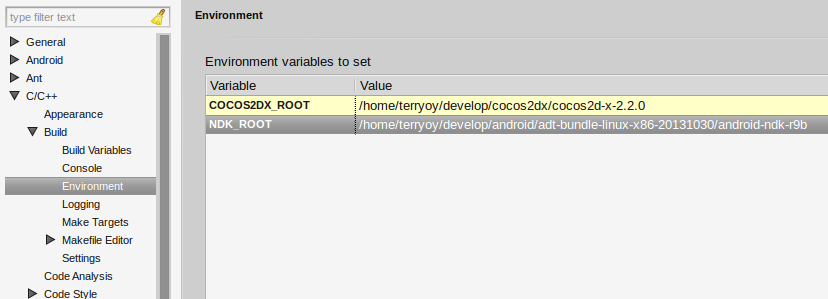 type filter text
General
Android
Ant
C/C++
Appearance
Build
Build Variables
Console
Environment
Logging
Make Targets
Makefile Editor
Settings
Code Analysis
Code Style
Environment
Environment variables to set
Variable Value
COCOS2DX_ROOT /home/terryoy/develop/cocos2dx/cocos2d-x-2.2.0
NDK_ROOT /home/terryoy/develop/android/adt-bundle-linux-x86-20131030/android-ndk-r9b